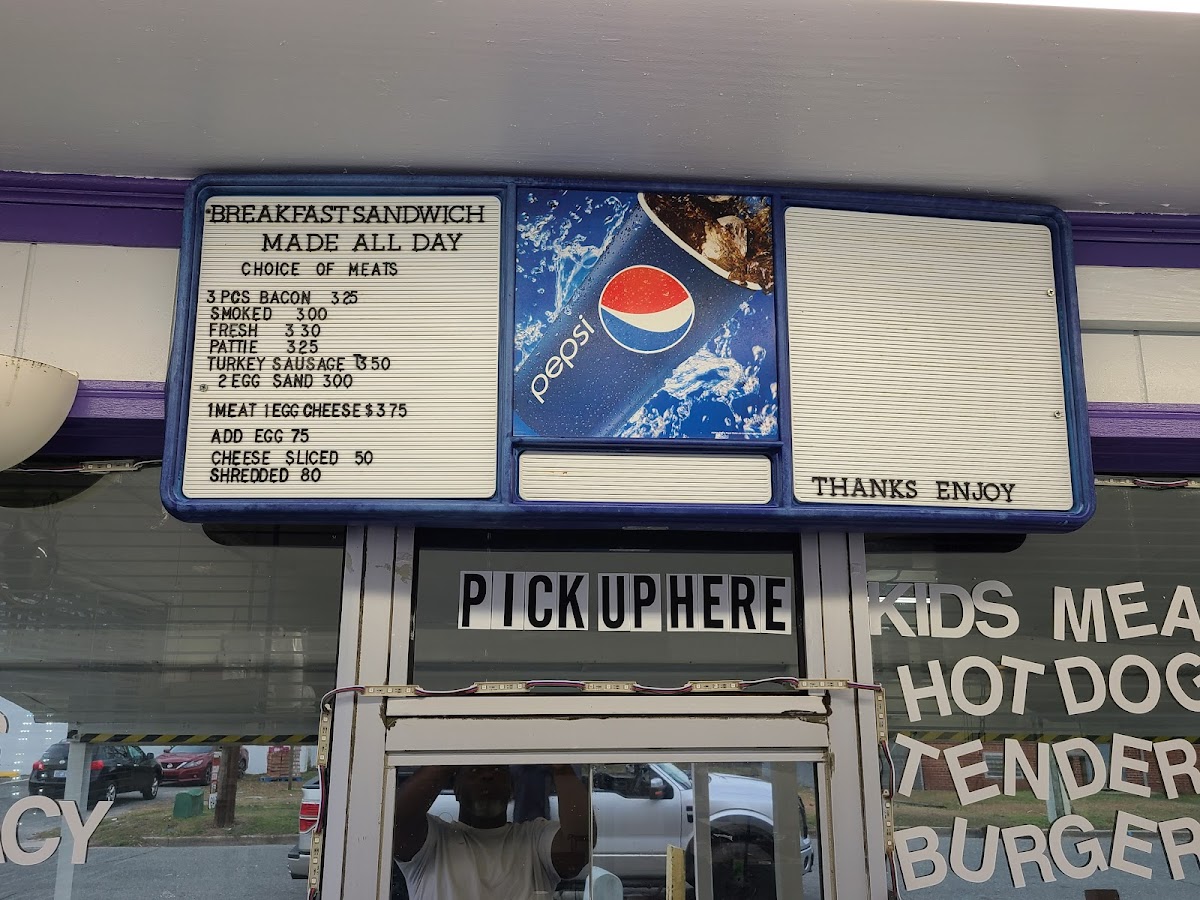 BREAKFAST SANDWICH
MADE ALL DAY
CHOICE OF MEATS
3 PCS BACON 325
SMOKED 300
FRESH 330
PATTIE 325
TURKEY SAUSAGE 350
2 EGG SAND 300
1 MEAT 1 EGG CHEESE $375
ADD EGG 75
CHEESE SLICED 50
SHREDDED 80
pepsi
THANKS ENJOY
PICK UP HERE
KIDS MEA
HOT DOG
TENDER
BURGER
CY